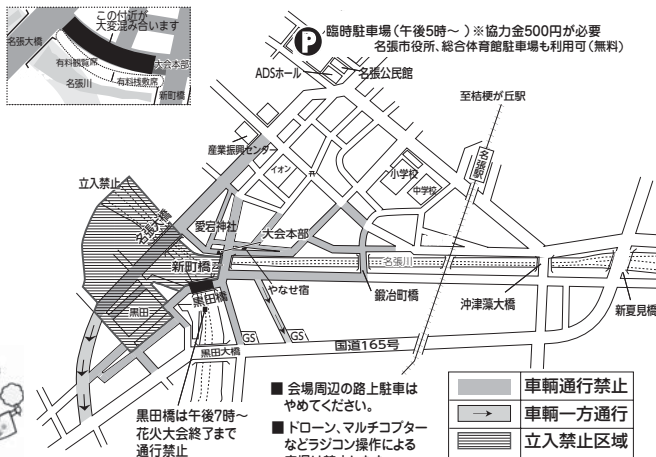 この付近が
大変混み合います
名張大橋
有料観覧席
大会本部
名張川
有料桟敷席
新町橋
P
臨時駐車場(午後5時〜)※協力金500円が必要
名張市役所、総合体育館駐車場も利用可(無料)
ADSホール
名張公民館
至桔梗が丘駅
産業振興センター
イオン
小学校
中学校
名張駅
立入禁止
名張大橋
愛宕神社
大会本部
新町橋
名張川
黒田橋
やなせ宿
鍛冶町橋
沖津藻大橋
新夏見橋
黒田
GS
GS
黒田大橋
国道165号
黒田橋は午後7時〜
花火大会終了まで
通行禁止
■ 会場周辺の路上駐車は
やめてください。
■ ドローン、マルチコプター
などラジコン操作による
車輌通行禁止
車輌一方通行
立入禁止区域